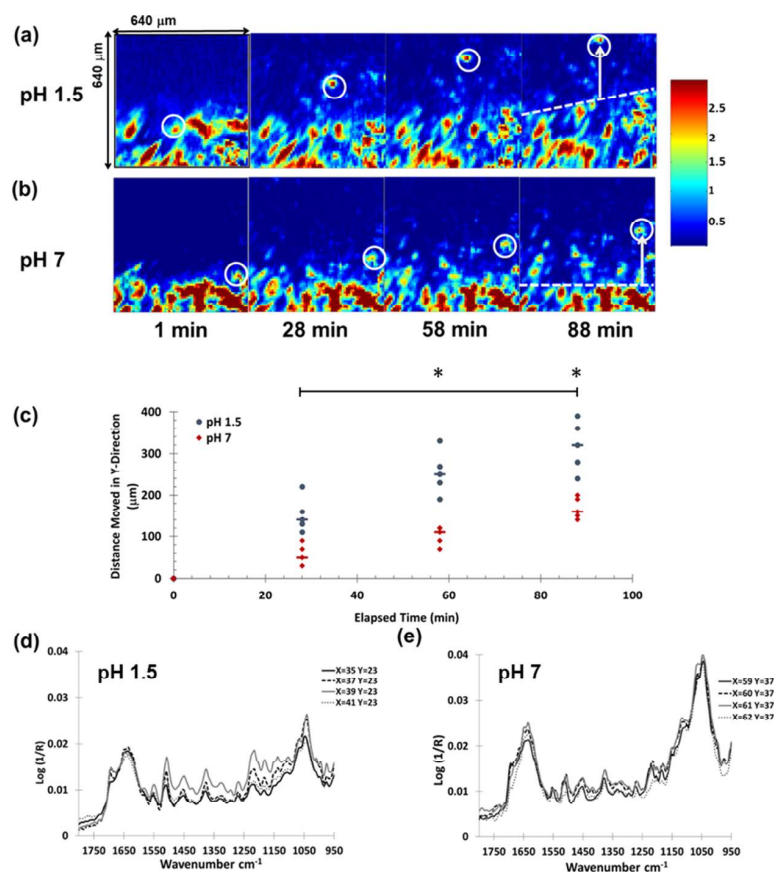 640 μm
(a)
640 μm
pH 1.5
2.5
2
1.5
1
0.5
(b)
pH 7
1 min 28 min 58 min 88 min
* *
(c)
400
300
200
100
0
pH 1.5
pH 7
Distance Moved in Y-Direction
(μm)
0 20 40 60 80 100
Elapsed Time (min)
(d)
pH 1.5
X=35 Y=23
X=37 Y=23
X=39 Y=23
X=41 Y=23
0.04
0.03
0.02
0.01
0
Log (1/R)
1750 1650 1550 1450 1350 1250 1150 1050 950
Wavenumber cm-1
(e)
pH 7
X=59 Y=37
X=60 Y=37
X=61 Y=37
X=62 Y=37
0.04
0.03
0.02
0.01
0
Log (1/R)
1750 1650 1550 1450 1350 1250 1150 1050 950
Wavenumber cm-1